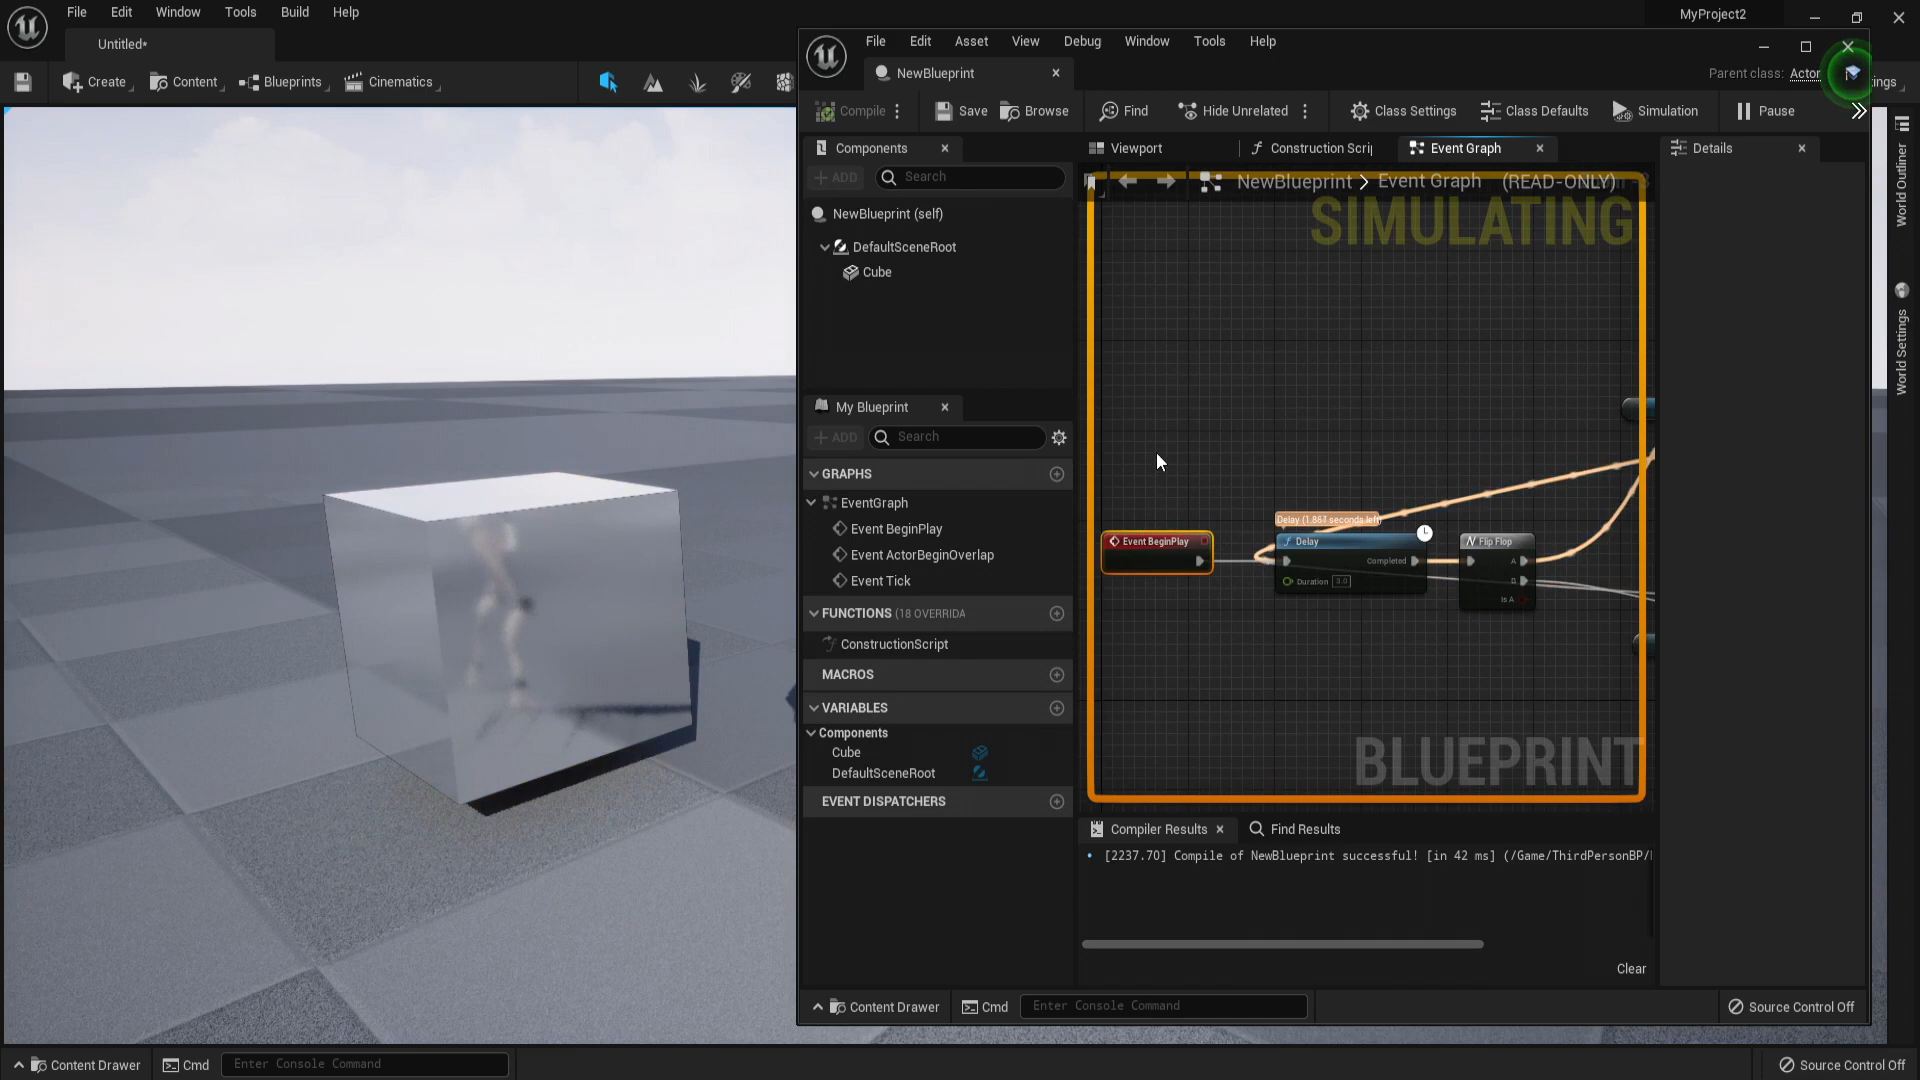 File Edit Window Tools Build Help
MyProject2
Untitled*
Create Content Blueprints Cinematics
File Edit Asset View Debug Window Tools Help
NewBlueprint
Parent class: Actor
ings
Compile Save Browse Find Hide Unrelated Class Settings Class Defaults Simulation Pause
Components
Viewport Construction Scrip Event Graph Details
ADD Search
NewBlueprint > Event Graph (READ-ONLY)
SIMULATING
NewBlueprint (self)
DefaultSceneRoot
Cube
World Outliner
World Settings
My Blueprint
ADD Search
GRAPHS
EventGraph
Event BeginPlay
Event ActorBeginOverlap
Event Tick
FUNCTIONS (18 OVERRIDA
ConstructionScript
MACROS
VARIABLES
Components
Cube
DefaultSceneRoot
EVENT DISPATCHERS
Event BeginPlay
Delay
Completed
Duration 3.0
Flip Flop
A
B
Is A
BLUEPRINT
Compiler Results Find Results
[2237.70] Compile of NewBlueprint successful! [in 42 ms] (/Game/ThirdPersonBP/
Clear
Content Drawer Cmd Enter Console Command Source Control Off
Content Drawer Cmd Enter Console Command Source Control Off